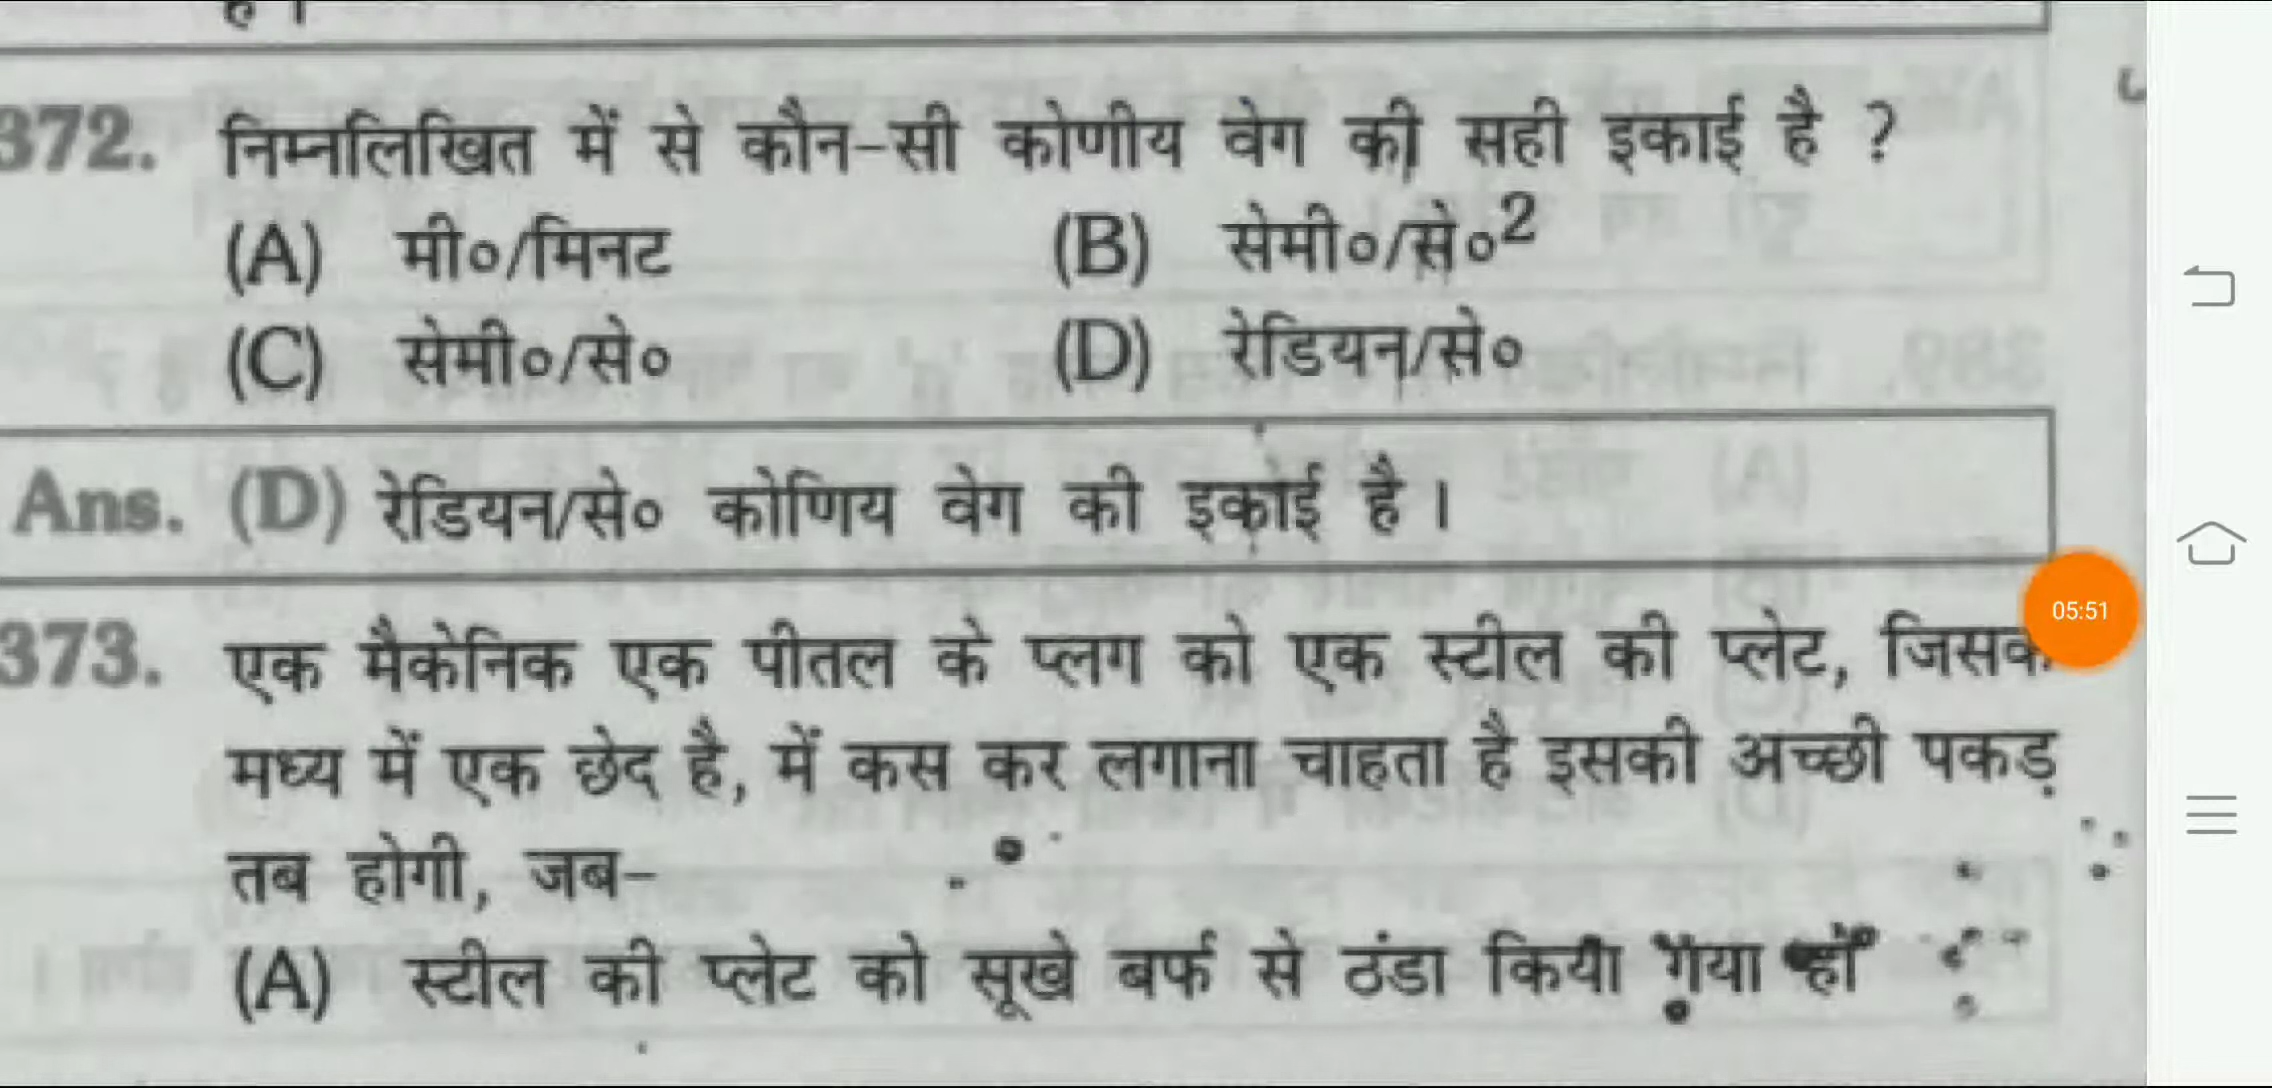 372. निम्नलिखित में से कौन-सी कोणीय वेग की सही इकाई है ?
(A) मी०/मिनट (B) सेमी०/से०²
(C) सेमी०/से० (D) रेडियन/से०
Ans. (D) रेडियन/से० कोणिय वेग की इकाई है।
05:51
373. एक मैकेनिक एक पीतल के प्लग को एक स्टील की प्लेट,
मध्य में एक छेद है, में कस कर लगाना चाहता है इसकी अच्छी पकड़
तब होगी, जब-
(A) स्टील की प्लेट को सूखे बर्फ से ठंडा किया गया हो